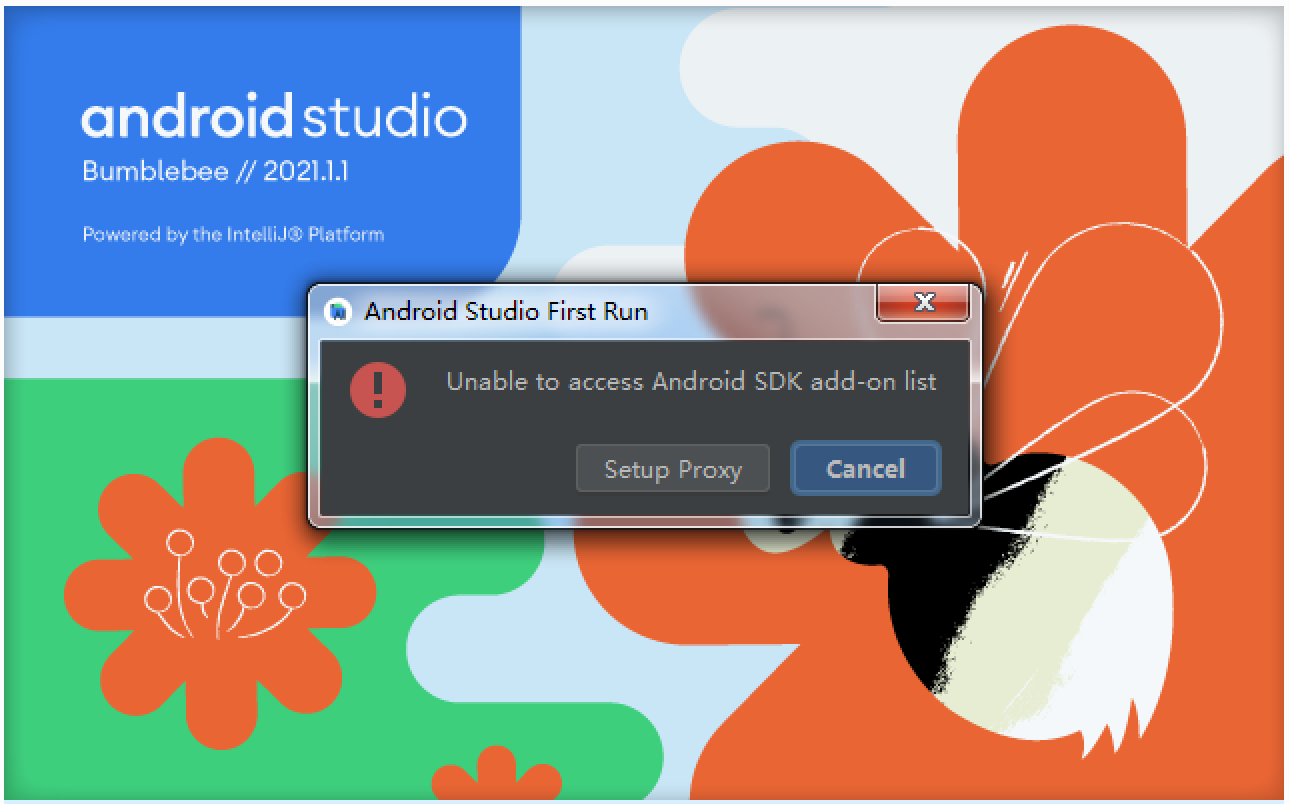 android studio
Bumblebee // 2021.1.1
Powered by the IntelliJ® Platform
Android Studio First Run
Unable to access Android SDK add-on list
Setup Proxy
Cancel